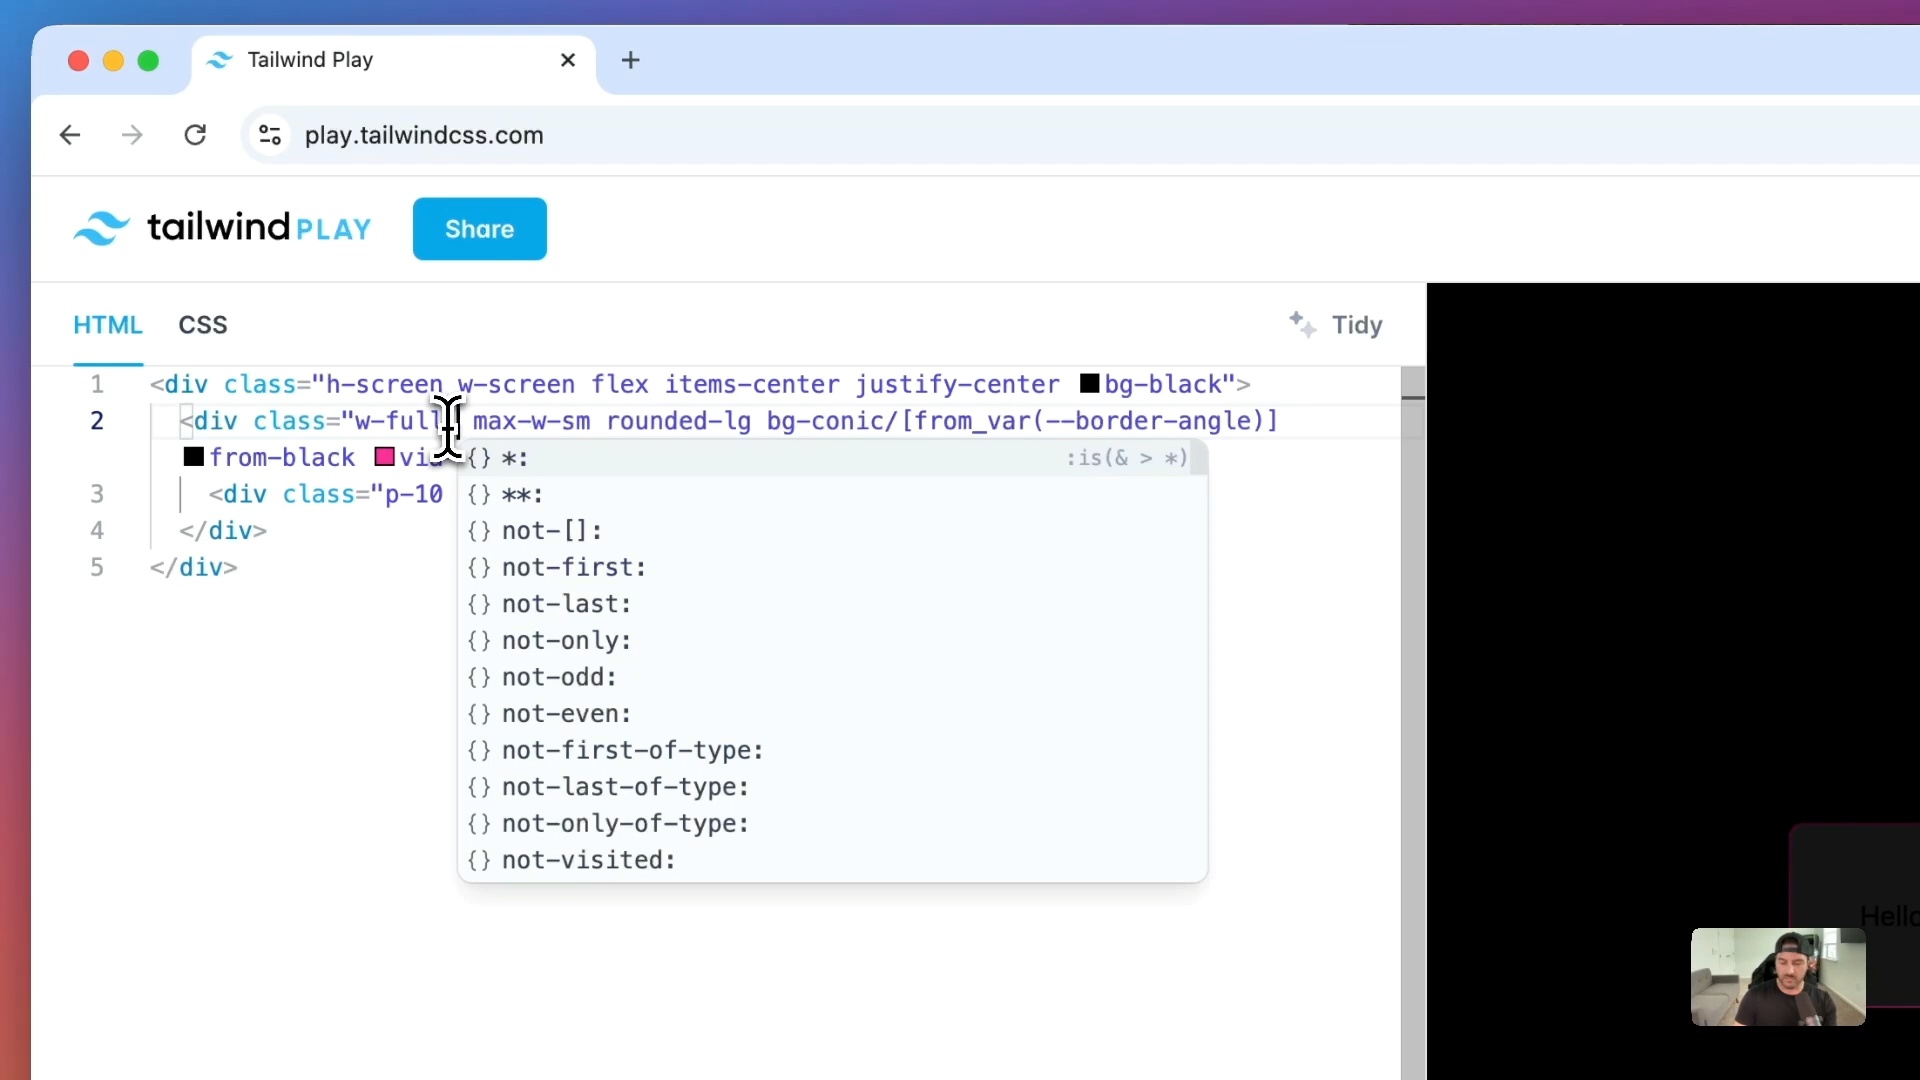 Tailwind Play
play.tailwindcss.com
tailwind PLAY
Share
HTML CSS
Tidy
1 <div class="h-screen w-screen flex items-center justify-center bg-black">
2 <div class="w-full max-w-sm rounded-lg bg-conic/[from_var(--border-angle)]
from-black via
3 <div class="p-10
4 </div>
5 </div>
{} *: :is(& > *)
{} **:
{} not-[]:
{} not-first:
{} not-last:
{} not-only:
{} not-odd:
{} not-even:
{} not-first-of-type:
{} not-last-of-type:
{} not-only-of-type:
{} not-visited:
Hello